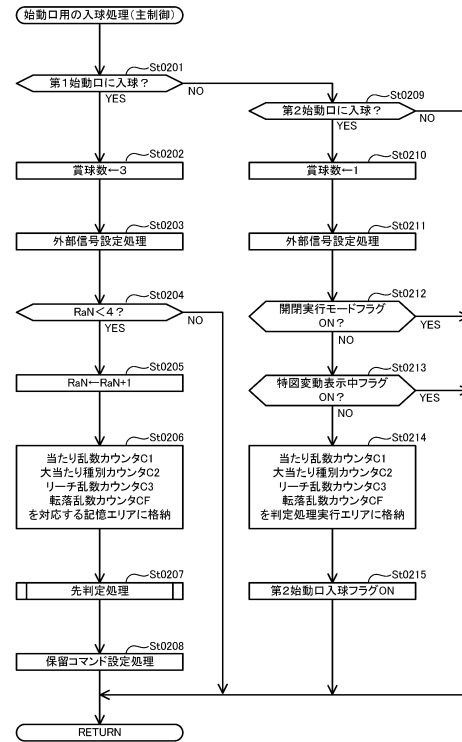 始動口用の入球処理(主制御)
St0201
第1始動口に入球？
NO
YES
St0202
賞球数←3
St0203
外部信号設定処理
St0204
RaN<4？
NO
YES
St0205
RaN←RaN+1
St0206
当たり乱数カウンタC1
大当たり種別カウンタC2
リーチ乱数カウンタC3
転落乱数カウンタCF
を対応する記憶エリアに格納
St0207
先判定処理
St0208
保留コマンド設定処理
RETURN
St0209
第2始動口に入球？
NO
YES
St0210
賞球数←1
St0211
外部信号設定処理
St0212
開閉実行モードフラグ
ON？
YES
NO
St0213
特図変動表示中フラグ
ON？
YES
NO
St0214
当たり乱数カウンタC1
大当たり種別カウンタC2
リーチ乱数カウンタC3
転落乱数カウンタCF
を判定処理実行エリアに格納
St0215
第2始動口入球フラグON